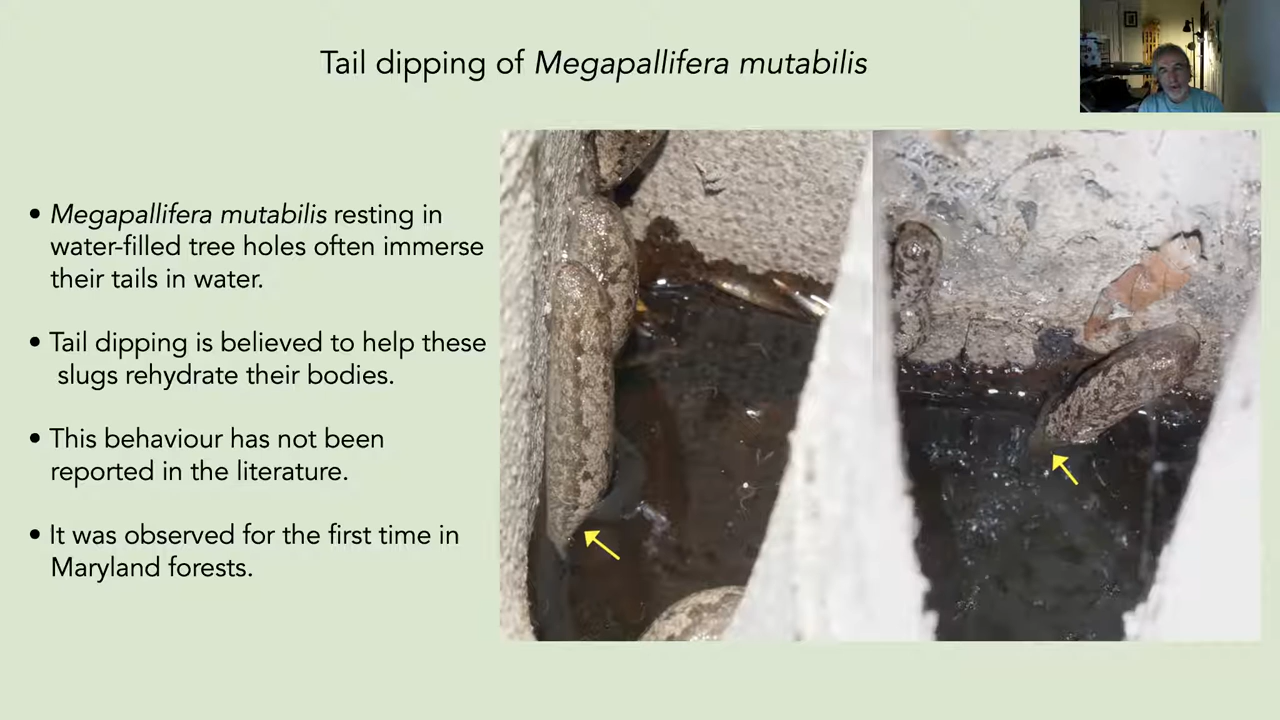 Tail dipping of Megapallifera mutabilis
• Megapallifera mutabilis resting in
water-filled tree holes often immerse
their tails in water.
• Tail dipping is believed to help these
slugs rehydrate their bodies.
• This behaviour has not been
reported in the literature.
• It was observed for the first time in
Maryland forests.